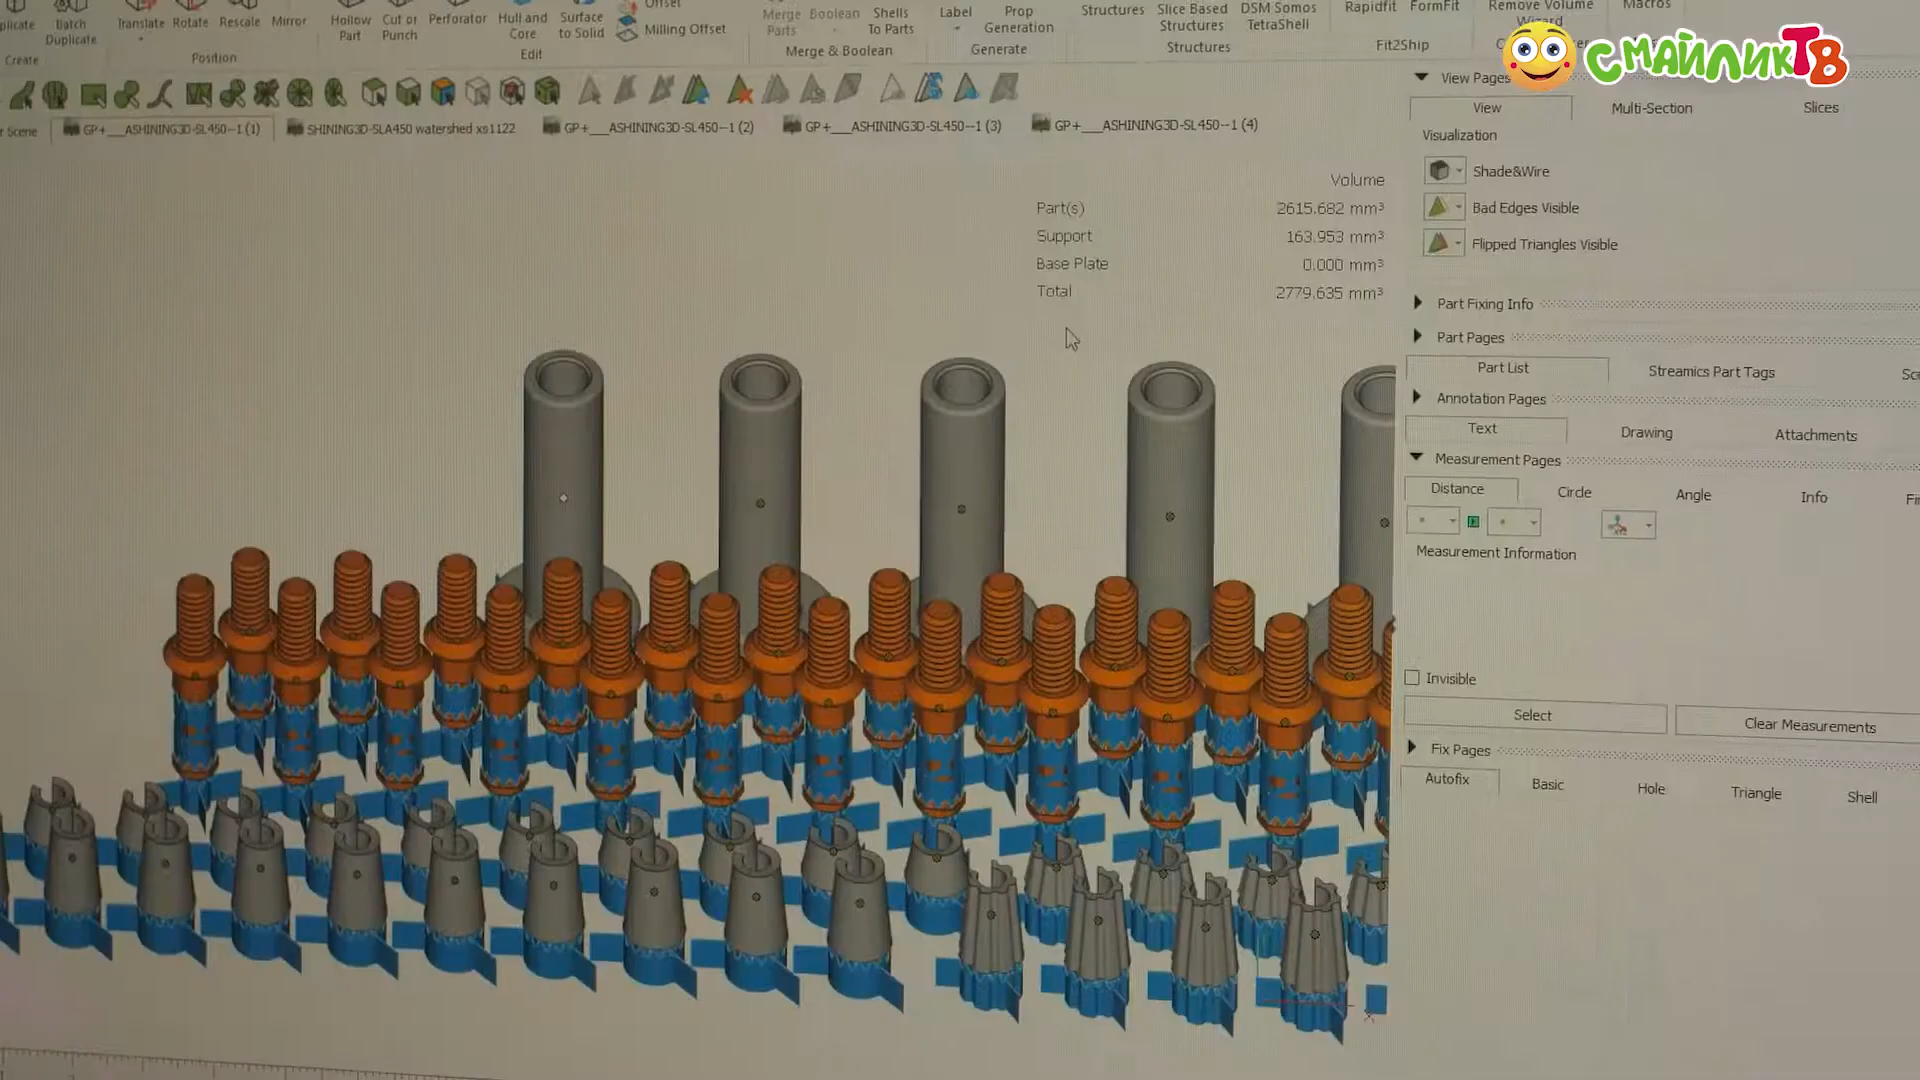 Translate
Rotate
Rescale
Mirror
Batch
Duplicate
Create
Position
Hollow
Part
Cut or
Punch
Perforator
Hull and
Core
Surface
to Solid
Edit
Offset
Milling Offset
Merge
Parts
Boolean
Shells
To Parts
Merge & Boolean
Label
Prop
Generation
Generate
Structures
Slice Based
Structures
DSM Somos
TetraShell
Structures
Rapidfit
FormFit
Fit2Ship
Remove Volume
Wizard
Macros
СМАЙЛИКТВ
Scene
GP+___ASHINING3D-SL450--1 (1)
SHINING3D-SLA450 watershed xs1122
GP+___ASHINING3D-SL450--1 (2)
GP+___ASHINING3D-SL450--1 (3)
GP+___ASHINING3D-SL450--1 (4)
Volume
Part(s) 2615.682 mm³
Support 163.953 mm³
Base Plate 0.000 mm³
Total 2779.635 mm³
View Pages
View Multi-Section Slices
Visualization
Shade&Wire
Bad Edges Visible
Flipped Triangles Visible
Part Fixing Info
Part Pages
Part List Streamics Part Tags
Annotation Pages
Text Drawing Attachments
Measurement Pages
Distance Circle Angle Info
Measurement Information
Invisible
Select Clear Measurements
Fix Pages
Autofix Basic Hole Triangle Shell